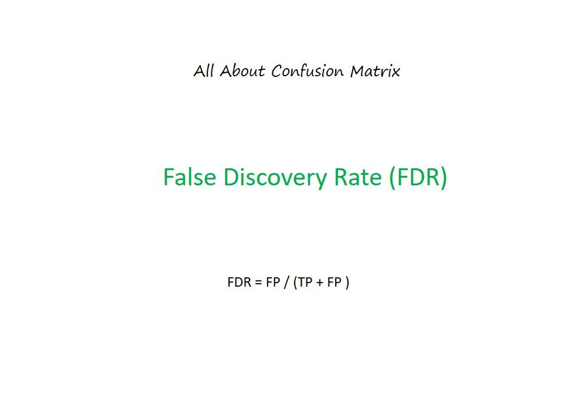 All About Confusion Matrix
False Discovery Rate (FDR)
FDR = FP / (TP + FP )